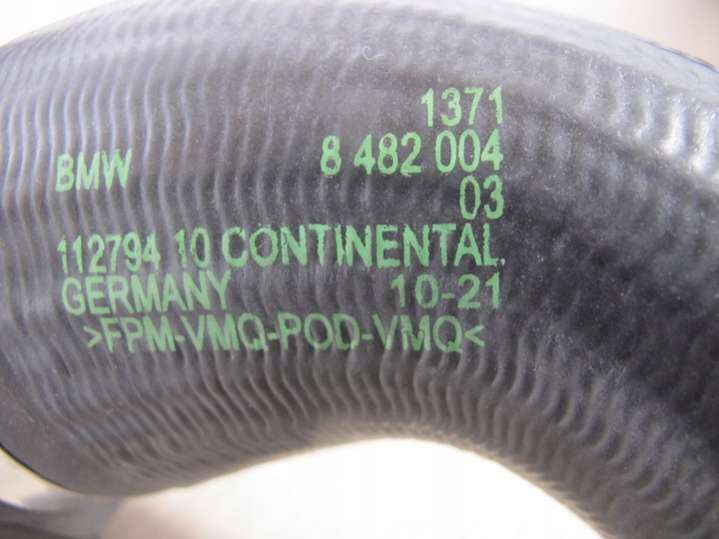 1371
BMW 8 482 004
03
112794 10 CONTINENTAL
GERMANY 10-21
>FPM-VMQ-POD-VMQ<